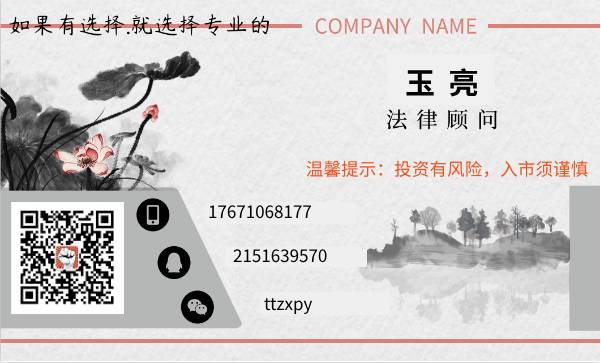 如果有选择.就选择专业的
COMPANY NAME
玉亮
法律顾问
温馨提示：投资有风险，入市须谨慎
17671068177
2151639570
ttzxpy